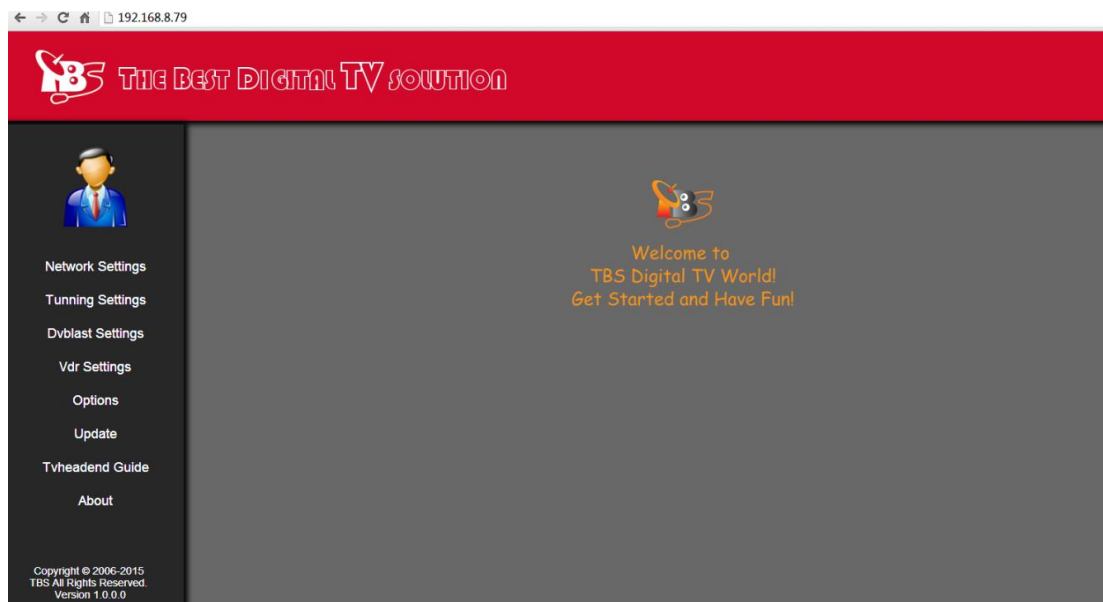 192.168.8.79
TBS THE BEST DIGITAL TV SOLUTION
TBS
Welcome to
TBS Digital TV World!
Get Started and Have Fun!
Network Settings
Tunning Settings
Dvblast Settings
Vdr Settings
Options
Update
Tvheadend Guide
About
Copyright © 2006-2015
TBS All Rights Reserved.
Version 1.0.0.0